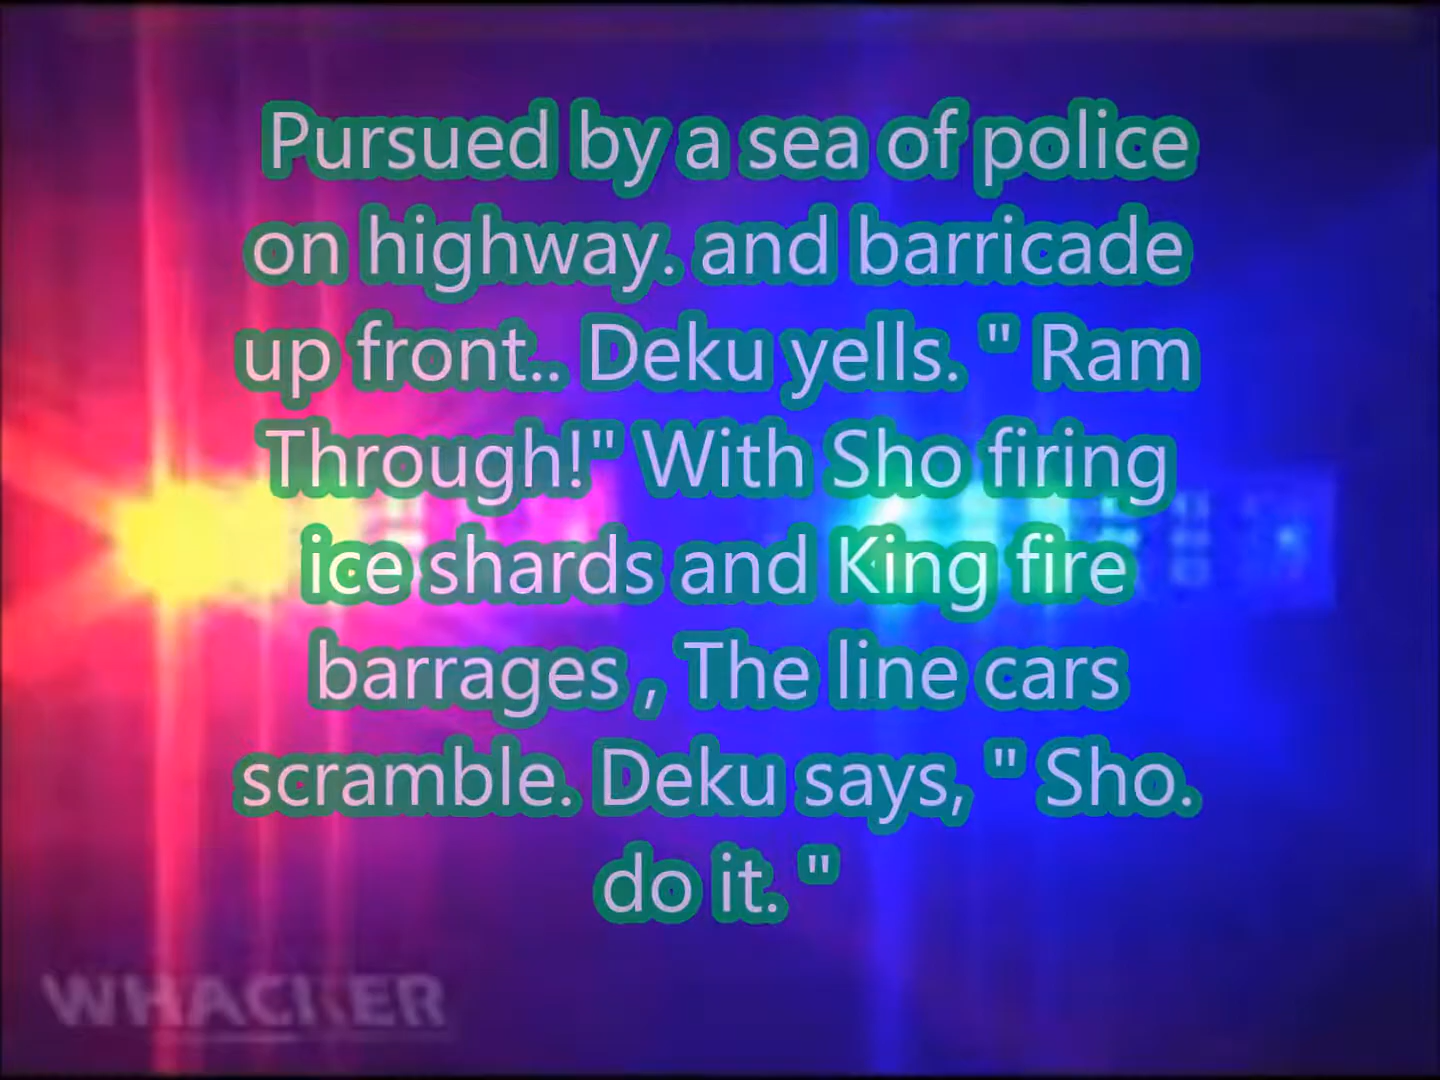 Pursued by a sea of police
on highway. and barricade
up front.. Deku yells. " Ram
Through!" With Sho firing
ice shards and King fire
barrages , The line cars
scramble. Deku says, " Sho.
do it. "
WHACKER